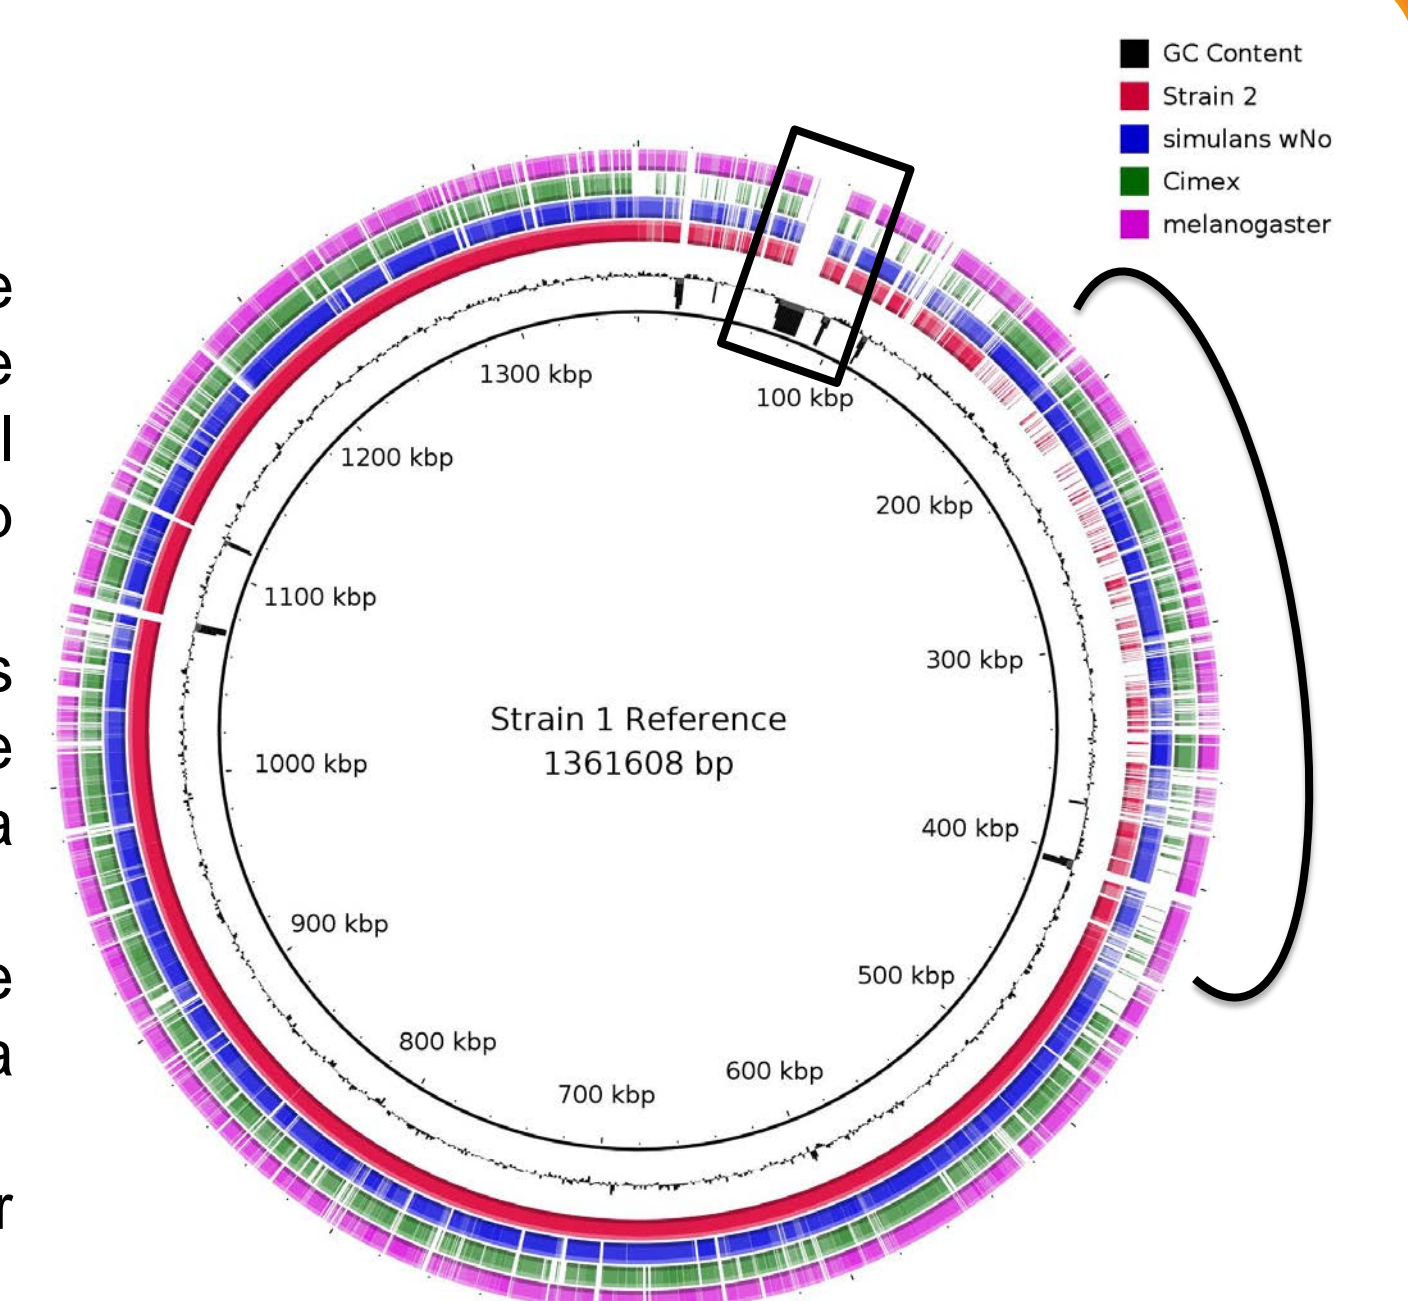 e
e
l
o
s
e
a
e
a
r
GC Content
Strain 2
simulans wNo
Cimex
melanogaster
1300 kbp
100 kbp
1200 kbp
200 kbp
1100 kbp
300 kbp
Strain 1 Reference
1361608 bp
1000 kbp
400 kbp
900 kbp
500 kbp
800 kbp
600 kbp
700 kbp